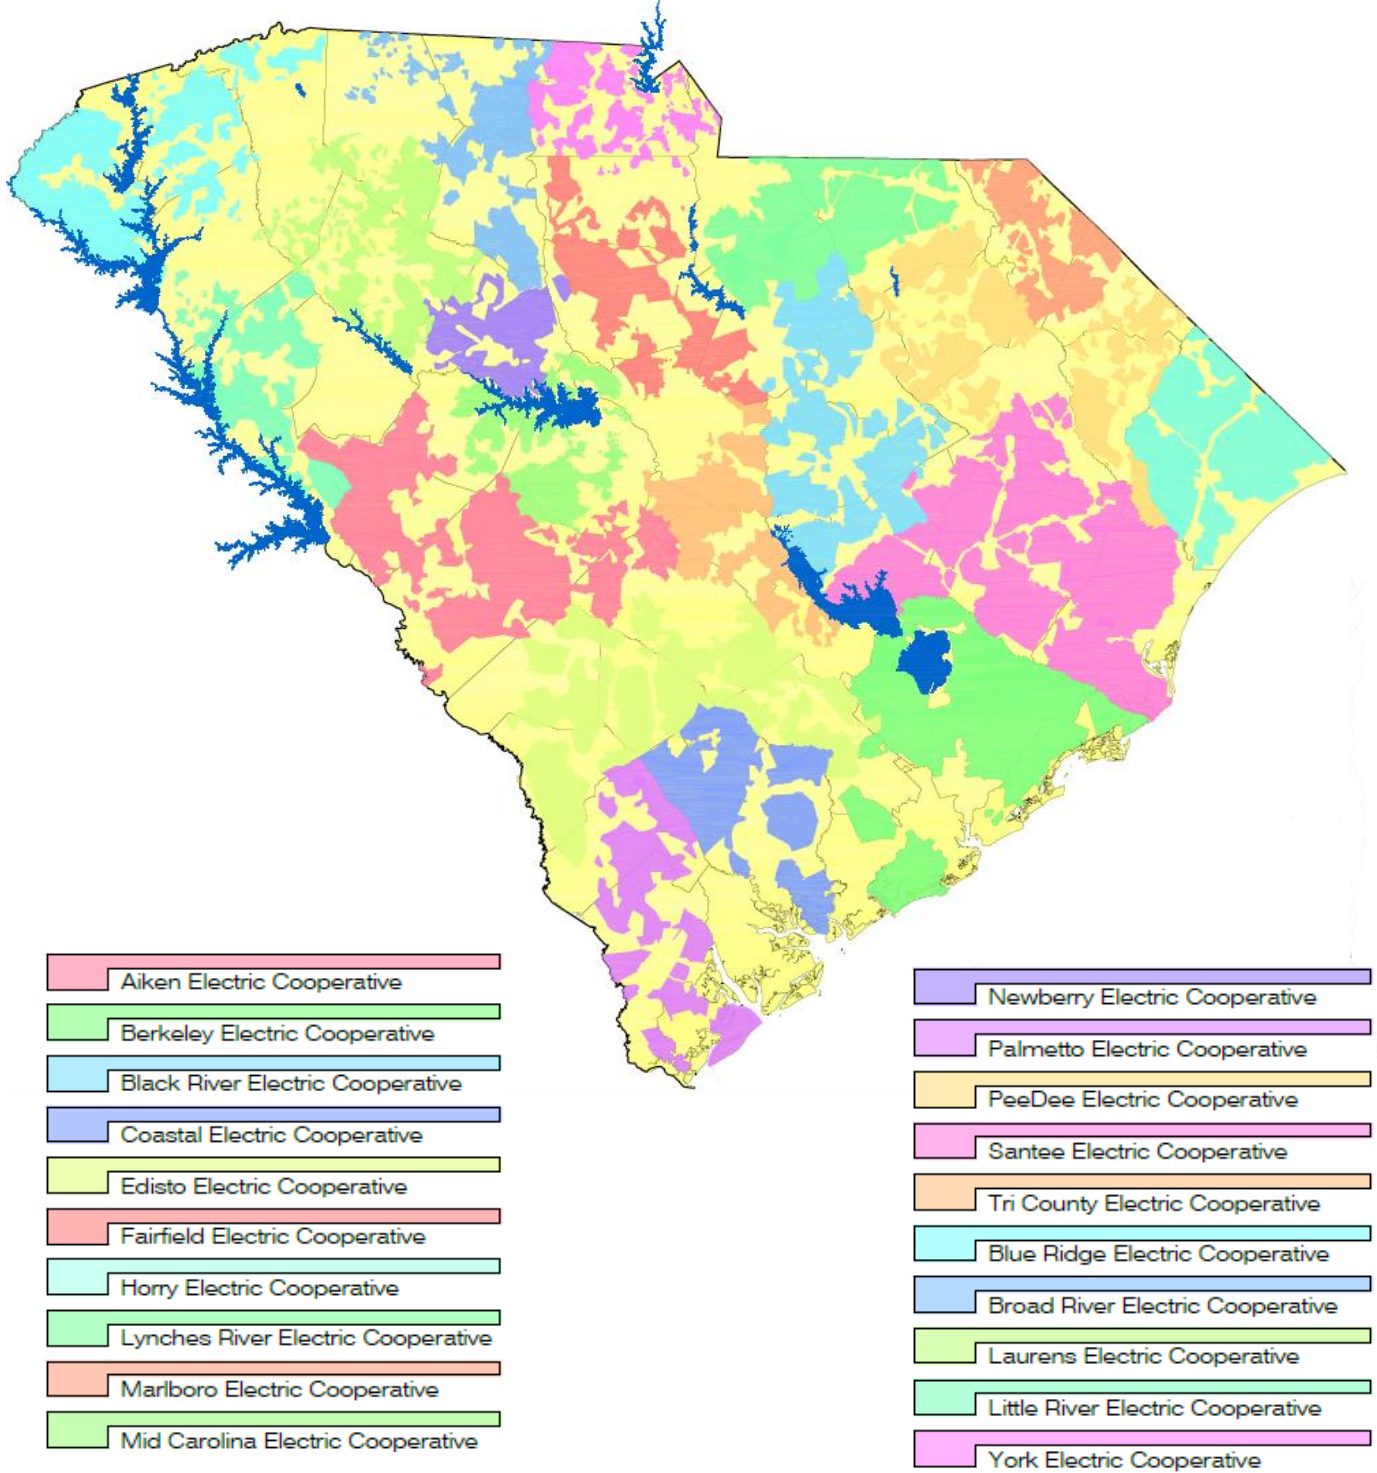 Aiken Electric Cooperative
Berkeley Electric Cooperative
Black River Electric Cooperative
Coastal Electric Cooperative
Edisto Electric Cooperative
Fairfield Electric Cooperative
Horry Electric Cooperative
Lynches River Electric Cooperative
Marlboro Electric Cooperative
Mid Carolina Electric Cooperative
Newberry Electric Cooperative
Palmetto Electric Cooperative
PeeDee Electric Cooperative
Santee Electric Cooperative
Tri County Electric Cooperative
Blue Ridge Electric Cooperative
Broad River Electric Cooperative
Laurens Electric Cooperative
Little River Electric Cooperative
York Electric Cooperative